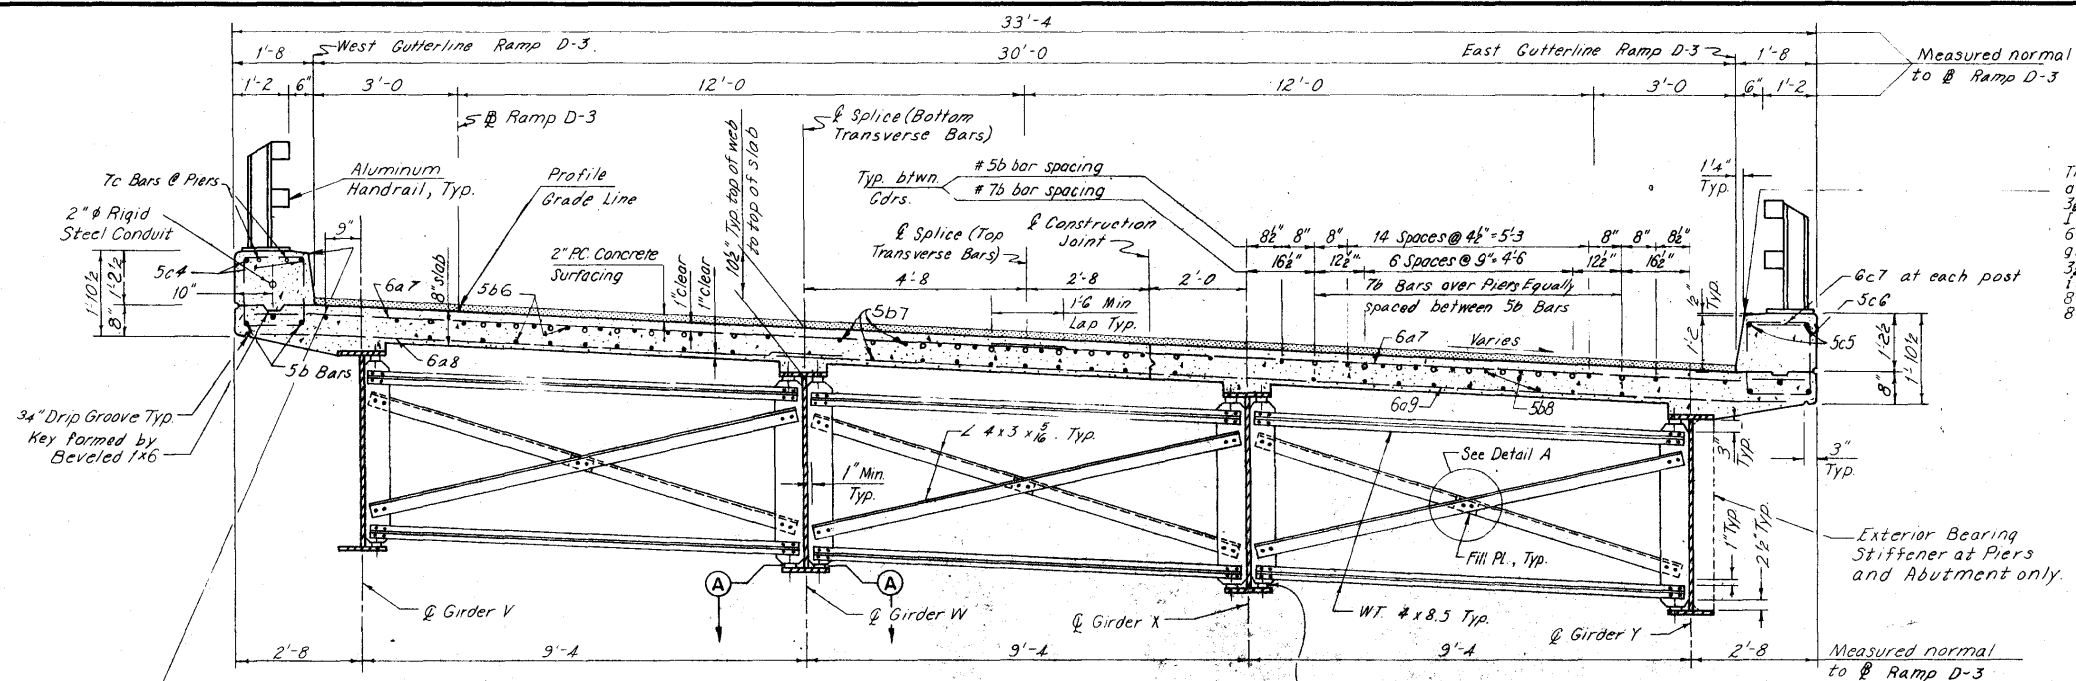 33'-4
1'-8
West Gutterline Ramp D-3.
30'-0
East Gutterline Ramp D-3
1'-8
Measured normal
to ℄ Ramp D-3
1'-2
6"
3'-0
12'-0
12'-0
3'-0
6"
1'-2
Ramp D-3
℄ Splice (Bottom
Transverse Bars)
10½" Typ. top of web
to top of slab
7c Bars @ Piers
Aluminum
Handrail, Typ.
Profile
Grade Line
Typ. btwn.
Gdrs.
# 5b bar spacing
# 7b bar spacing
1'4"
Typ.
2" φ Rigid
Steel Conduit
9"
℄ Splice (Top
Transverse Bars)
℄ Construction
Joint
8½"
8"
8"
14 Spaces @ 4½" = 5'-3
8"
8"
8½"
16½"
12½"
6 Spaces @ 9" = 4'-6
12½"
16½"
7b Bars over Piers Equally
spaced between 5b Bars
5c4
10"
1'-10½
1'-2½
8"
6a7
8" slab
5b6
2" P.C. Concrete
Surfacing
1" clear
1" clear
4'-8
2'-8
2'-0
1'-6 Min
Lap Typ.
5b7
6a7
Varies
½"
Typ.
1'-2
6c7 at each post
5c6
5c5
1'-2½
1'-10½
8"
6a8
5b Bars
6a9
5b8
3/4" Drip Groove Typ.
Key formed by
Beveled 1x6
∠ 4 x 3 x 5/16 . Typ.
1" Min.
Typ.
See Detail A
3"
Typ.
3"
Typ.
Fill PL., Typ.
1" Typ.
2½" Typ.
Exterior Bearing
Stiffener at Piers
and Abutment only.
A
A
WT 4 x 8.5 Typ.
℄ Girder V
℄ Girder W
℄ Girder X
℄ Girder Y
2'-8
9'-4
9'-4
9'-4
2'-8
Measured normal
to Ramp D-3